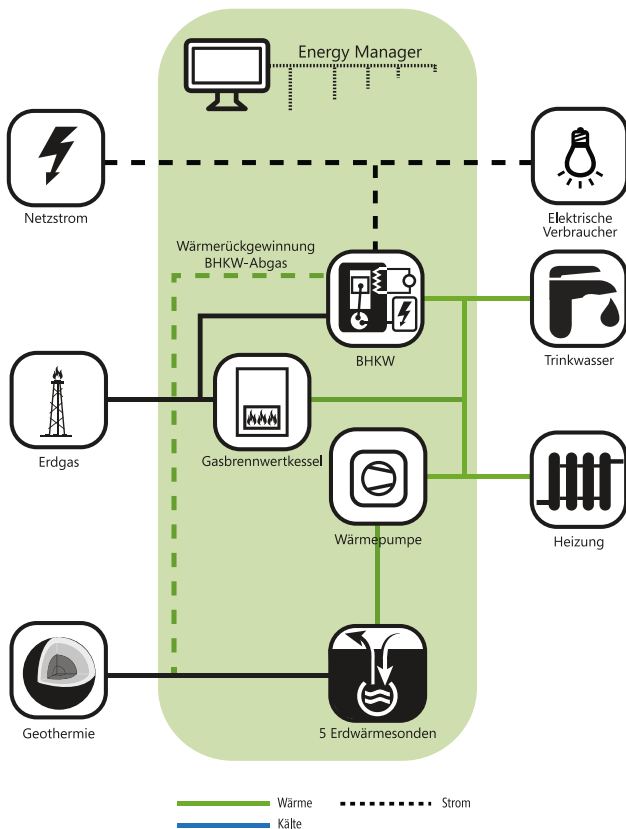 Energy Manager
Netzstrom
Elektrische
Verbraucher
Wärmerückgewinnung
BHKW-Abgas
BHKW
Trinkwasser
Erdgas
Gasbrennwertkessel
Wärmepumpe
Heizung
Geothermie
5 Erdwärmesonden
Wärme
Strom
Kälte